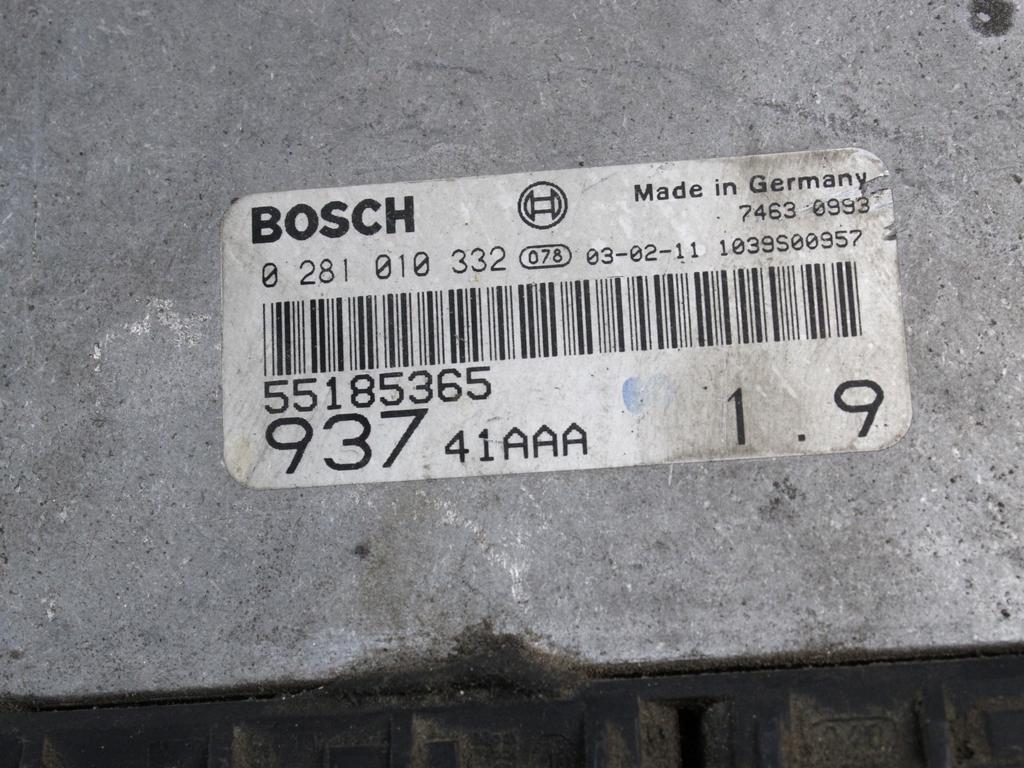 BOSCH
Made in Germany
7463 0993
0 281 010 332 078 03-02-11 1039S00957
55185365
937 41AAA 1.9